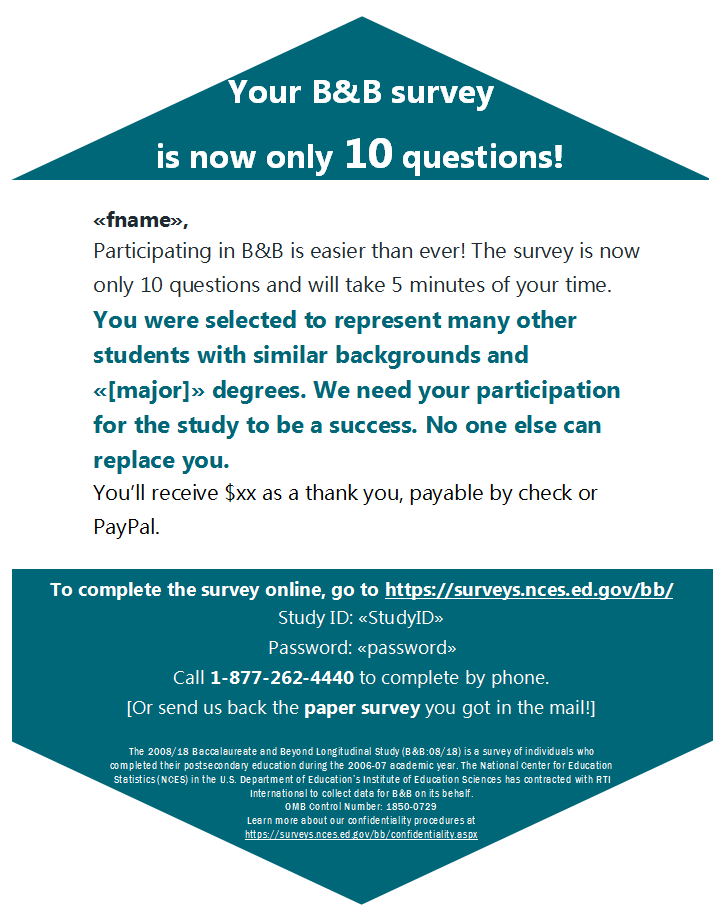 Your B&B survey
is now only 10 questions!
«fname»,
Participating in B&B is easier than ever! The survey is now
only 10 questions and will take 5 minutes of your time.
You were selected to represent many other
students with similar backgrounds and
«[major]» degrees. We need your participation
for the study to be a success. No one else can
replace you.
You’ll receive $xx as a thank you, payable by check or
PayPal.
To complete the survey online, go to https://surveys.nces.ed.gov/bb/
Study ID: «StudyID»
Password: «password»
Call 1-877-262-4440 to complete by phone.
[Or send us back the paper survey you got in the mail!]
The 2008/18 Baccalaureate and Beyond Longitudinal Study (B&B:08/18) is a survey of individuals who
completed their postsecondary education during the 2006-07 academic year. The National Center for Education
Statistics (NCES) in the U.S. Department of Education’s Institute of Education Sciences has contracted with RTI
International to collect data for B&B on its behalf.
OMB Control Number: 1850-0729
Learn more about our confidentiality procedures at
https://surveys.nces.ed.gov/bb/confidentiality.aspx